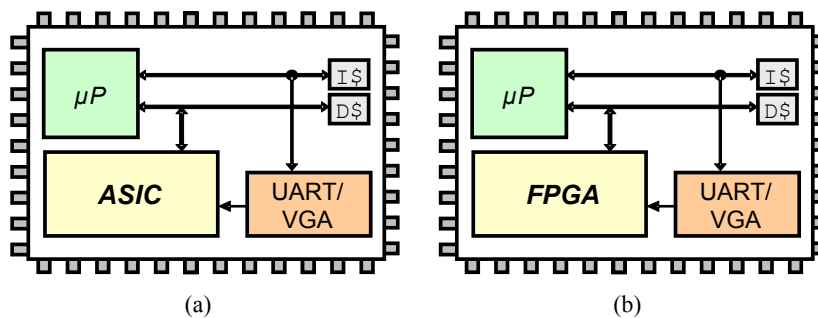 µP
I$
D$
ASIC
UART/
VGA
(a)
µP
I$
D$
FPGA
UART/
VGA
(b)